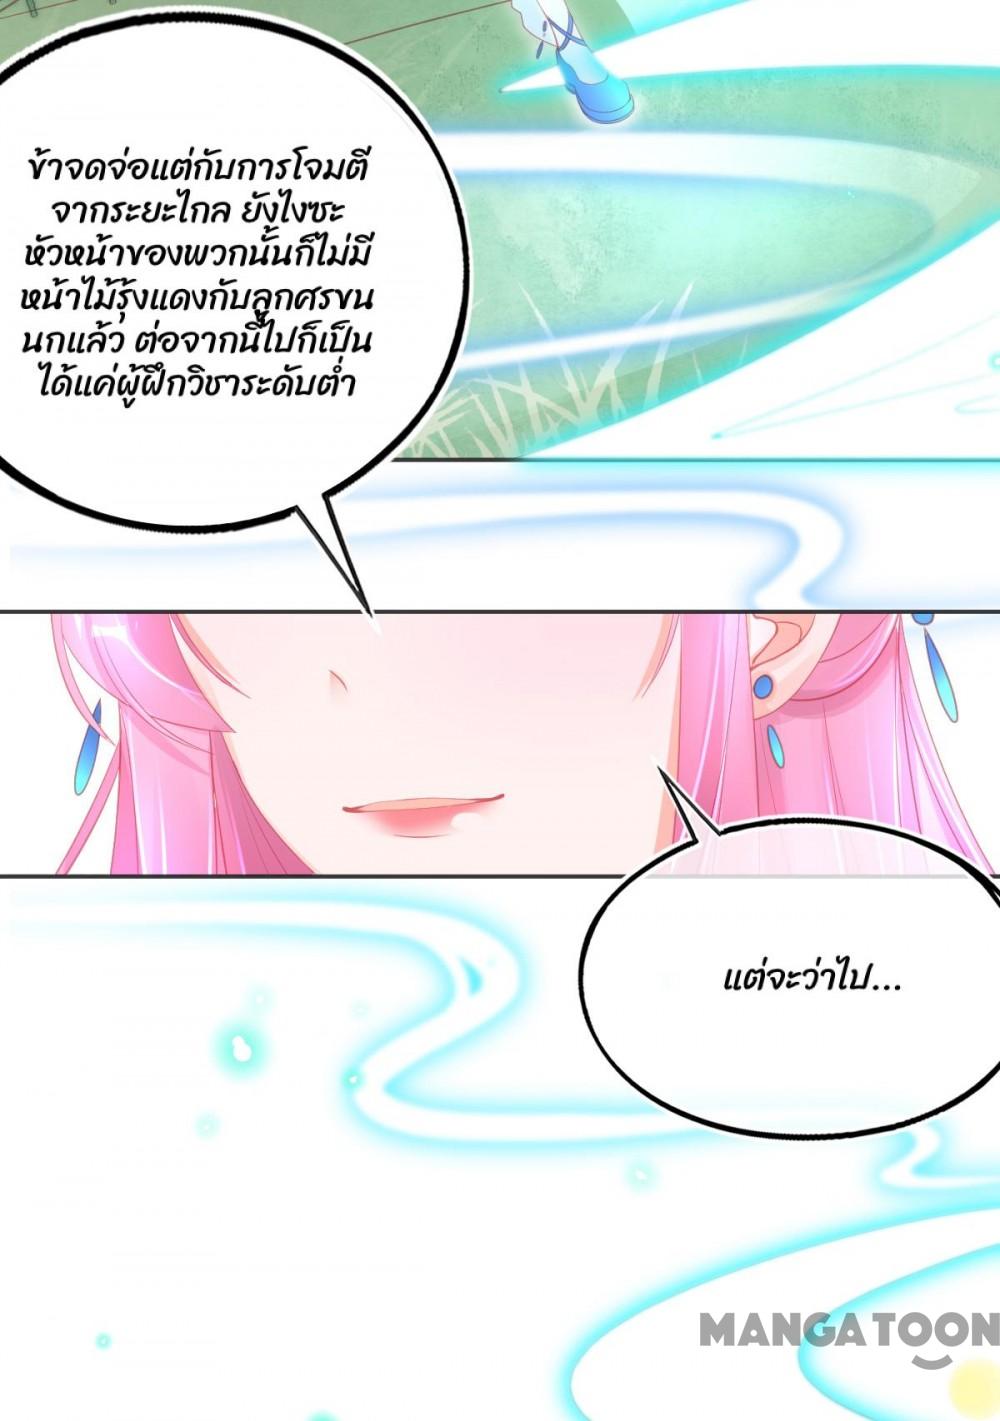 ข้าจดจ่อแต่กับการโจมตี
จากระยะไกล ยังไงซะ
หัวหน้าของพวกนั้นก็ไม่มี
หน้าไม้รุ้งแดงกับลูกศรขน
นกแล้ว ต่อจากนี้ไปก็เป็น
ได้แค่ผู้ฝึกวิชาระดับต่ำ
แต่จะว่าไป...
MANGATOON